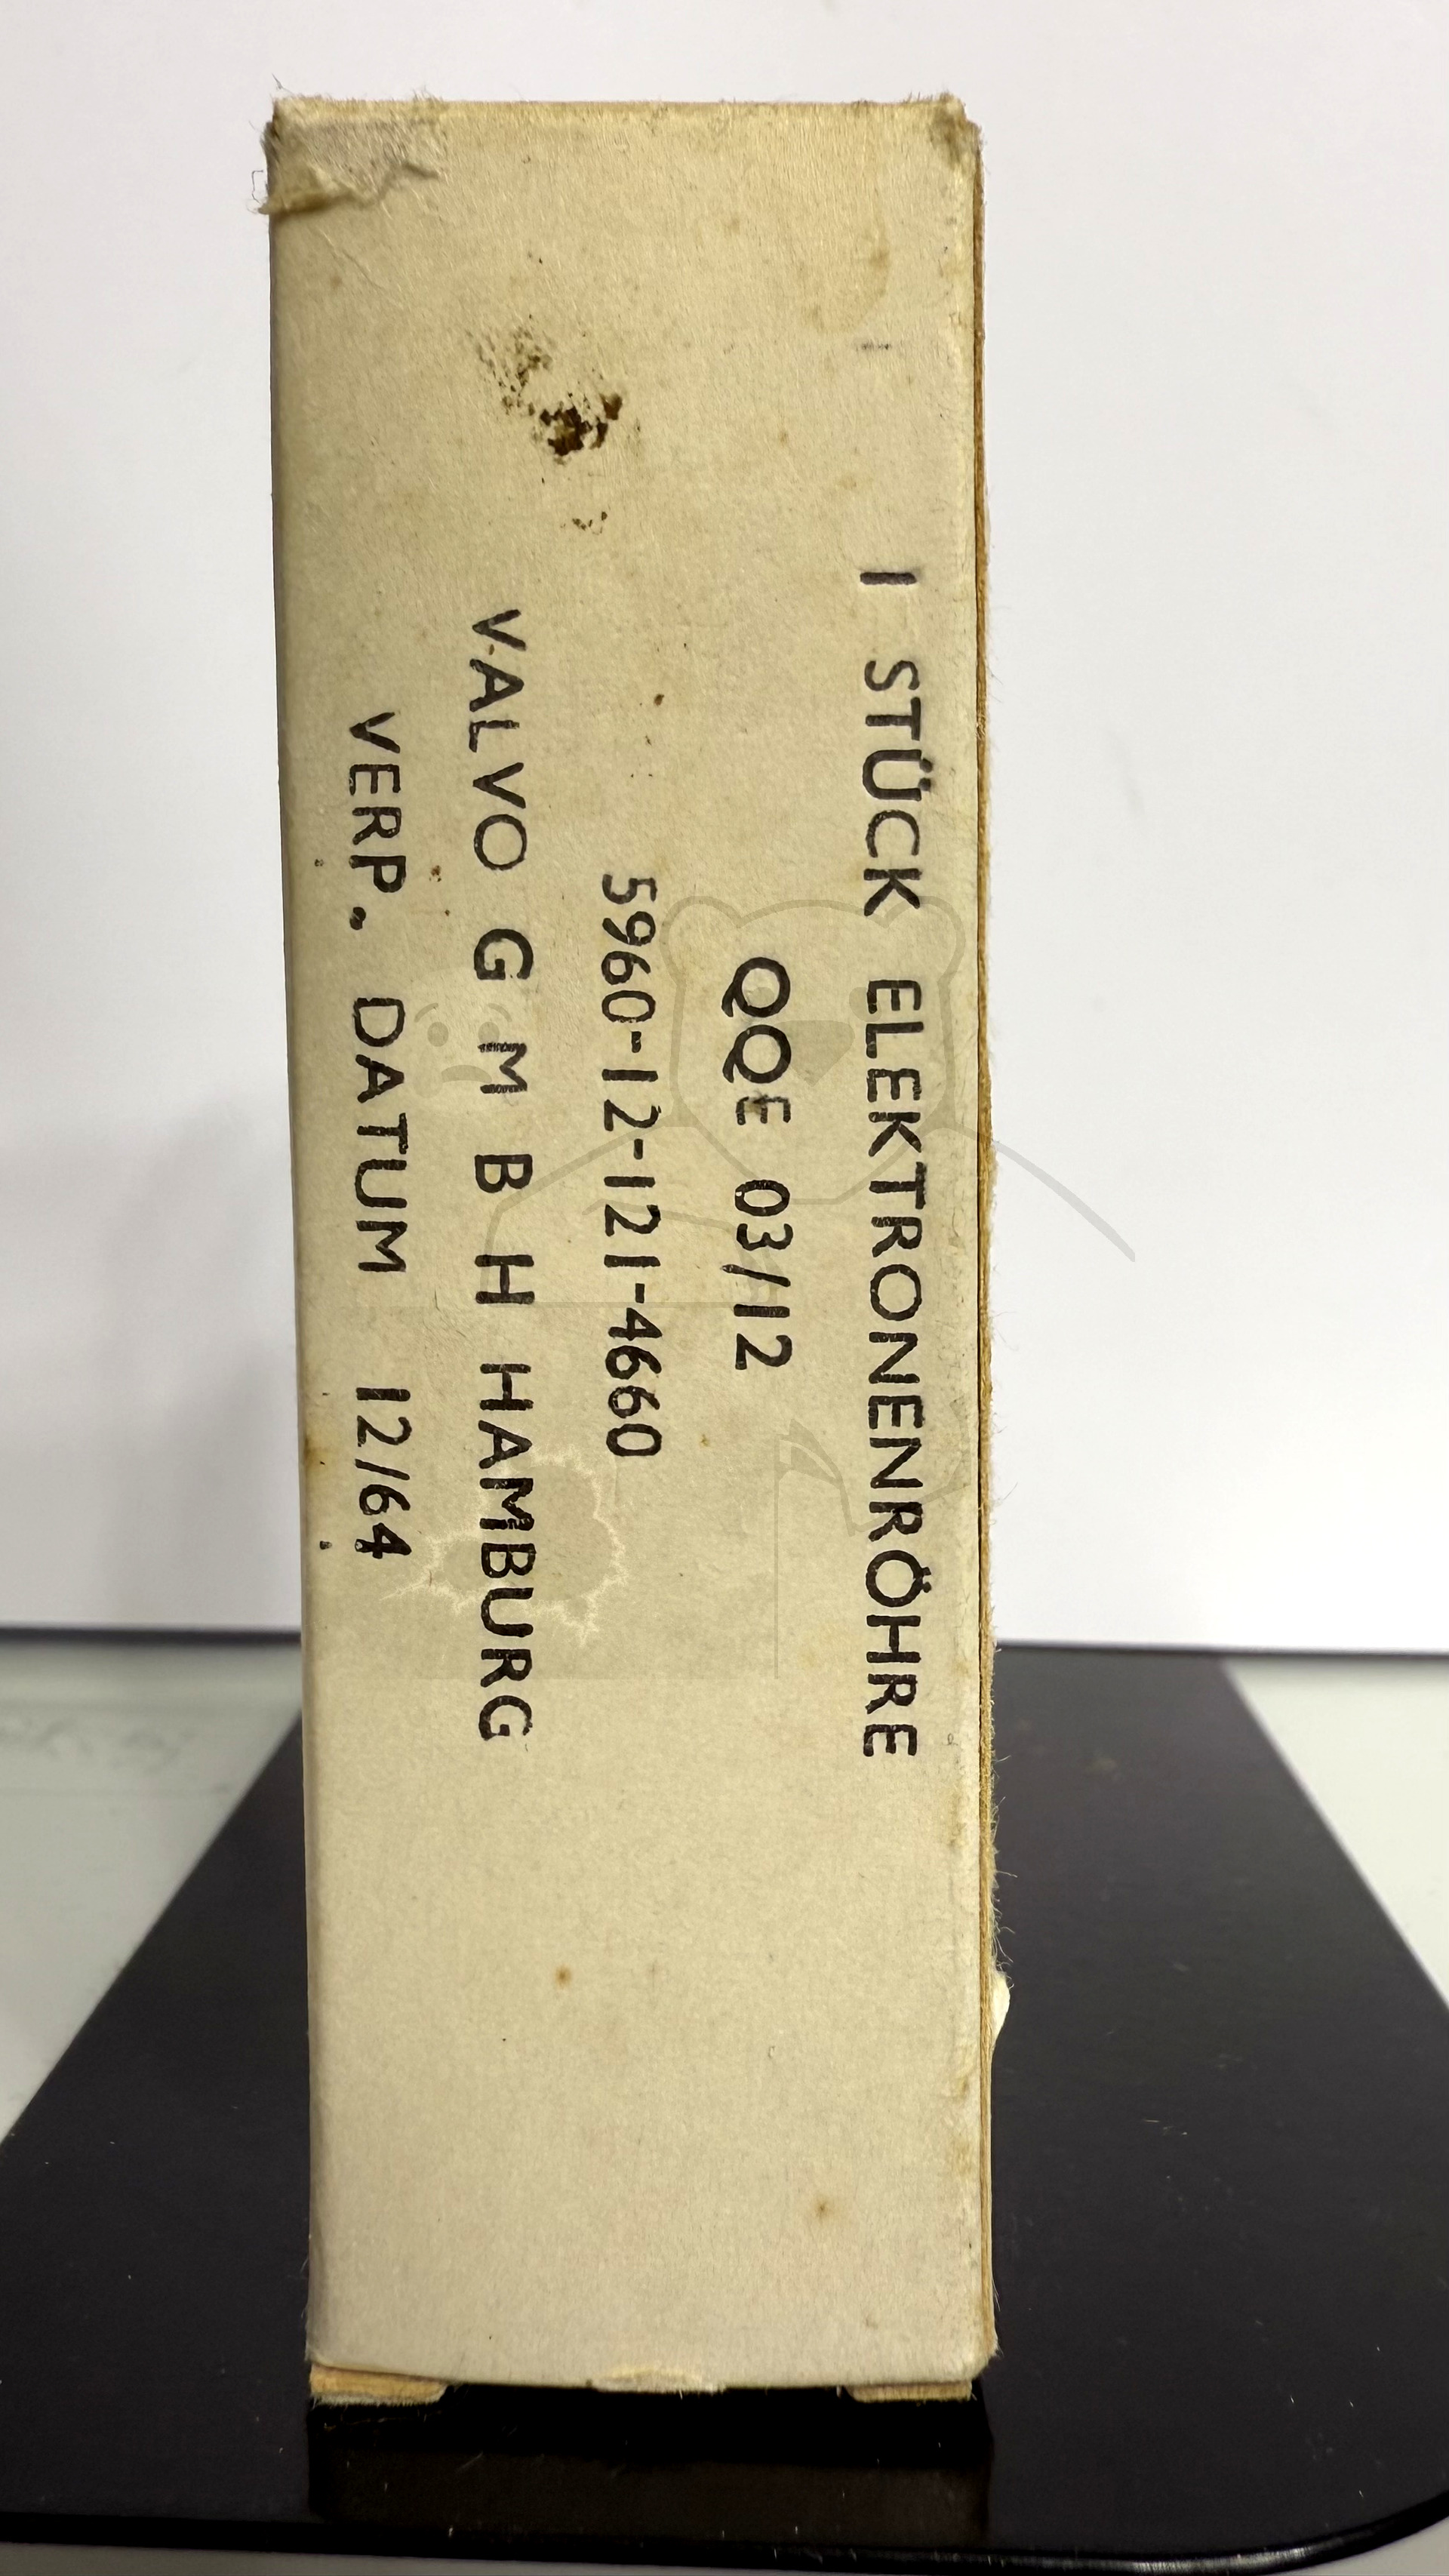 1 STÜCK ELEKTRONENRÖHRE
QQE 03/12
5960-12-121-4660
VALVO G M B H HAMBURG
VERP. DATUM 12/64